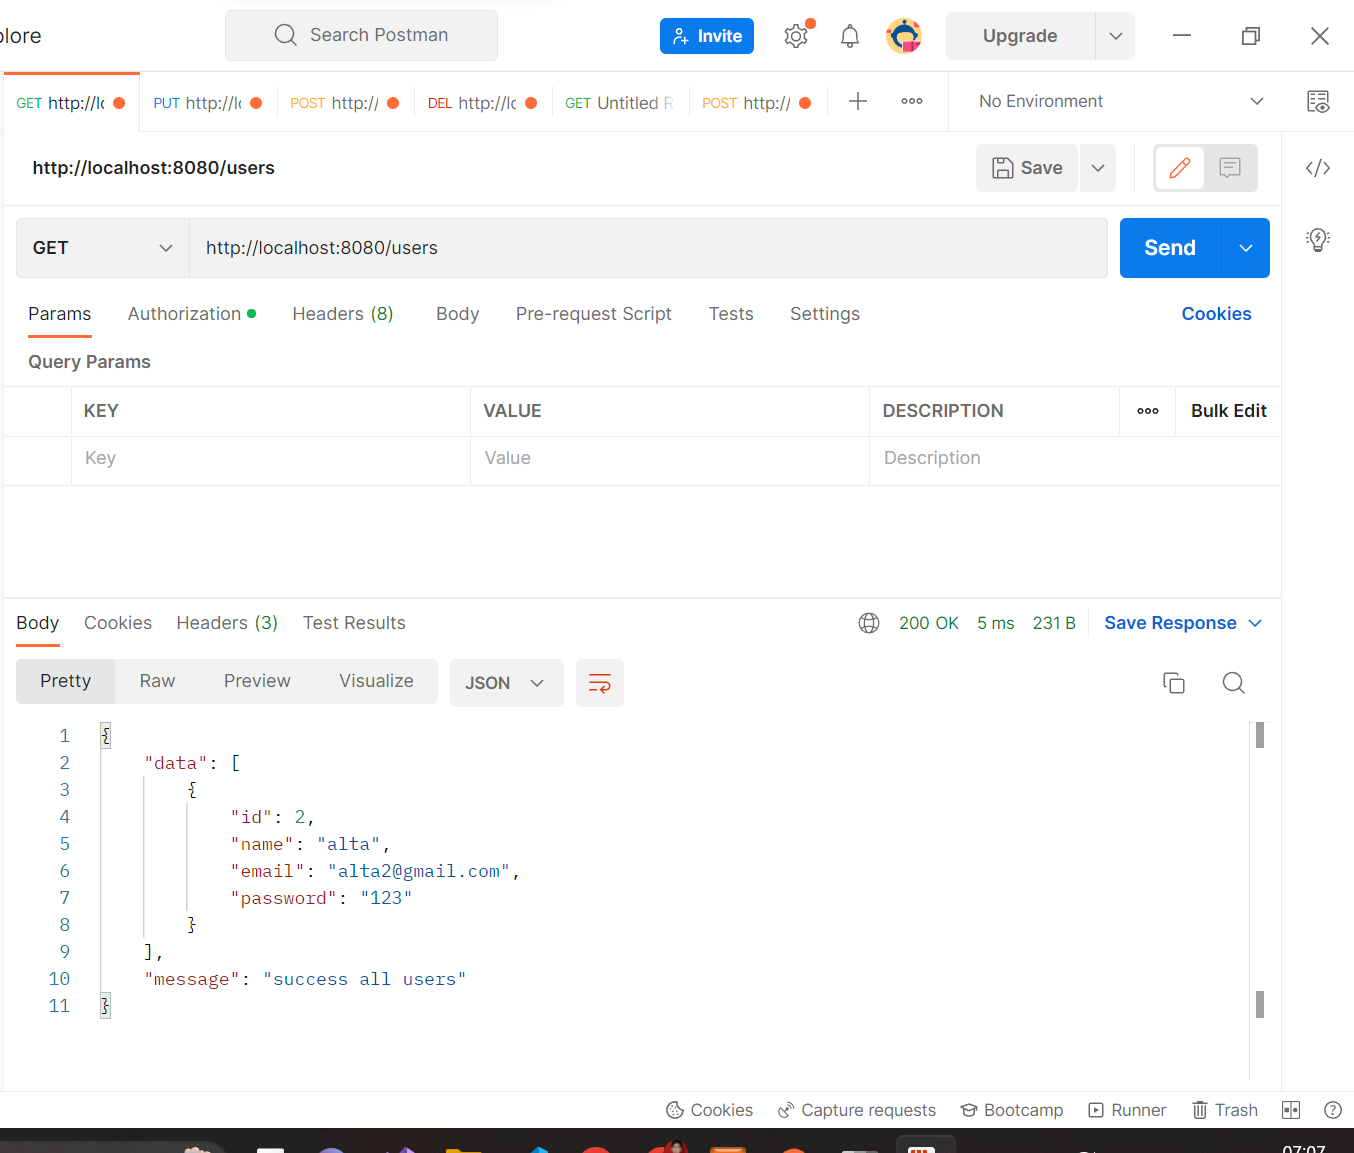 plore
Search Postman
Invite
Upgrade
GET http://lo
PUT http://lo
POST http://
DEL http://lo
GET Untitled R
POST http://
No Environment
http://localhost:8080/users
Save
GET
http://localhost:8080/users
Send
Params
Authorization
Headers (8)
Body
Pre-request Script
Tests
Settings
Cookies
Query Params
KEY
VALUE
DESCRIPTION
Bulk Edit
Key
Value
Description
Body
Cookies
Headers (3)
Test Results
200 OK
5 ms
231 B
Save Response
Pretty
Raw
Preview
Visualize
JSON
1 {
2 "data": [
3 {
4 "id": 2,
5 "name": "alta",
6 "email": "alta2@gmail.com",
7 "password": "123"
8 }
9 ],
10 "message": "success all users"
11 }
Cookies
Capture requests
Bootcamp
Runner
Trash
07:07